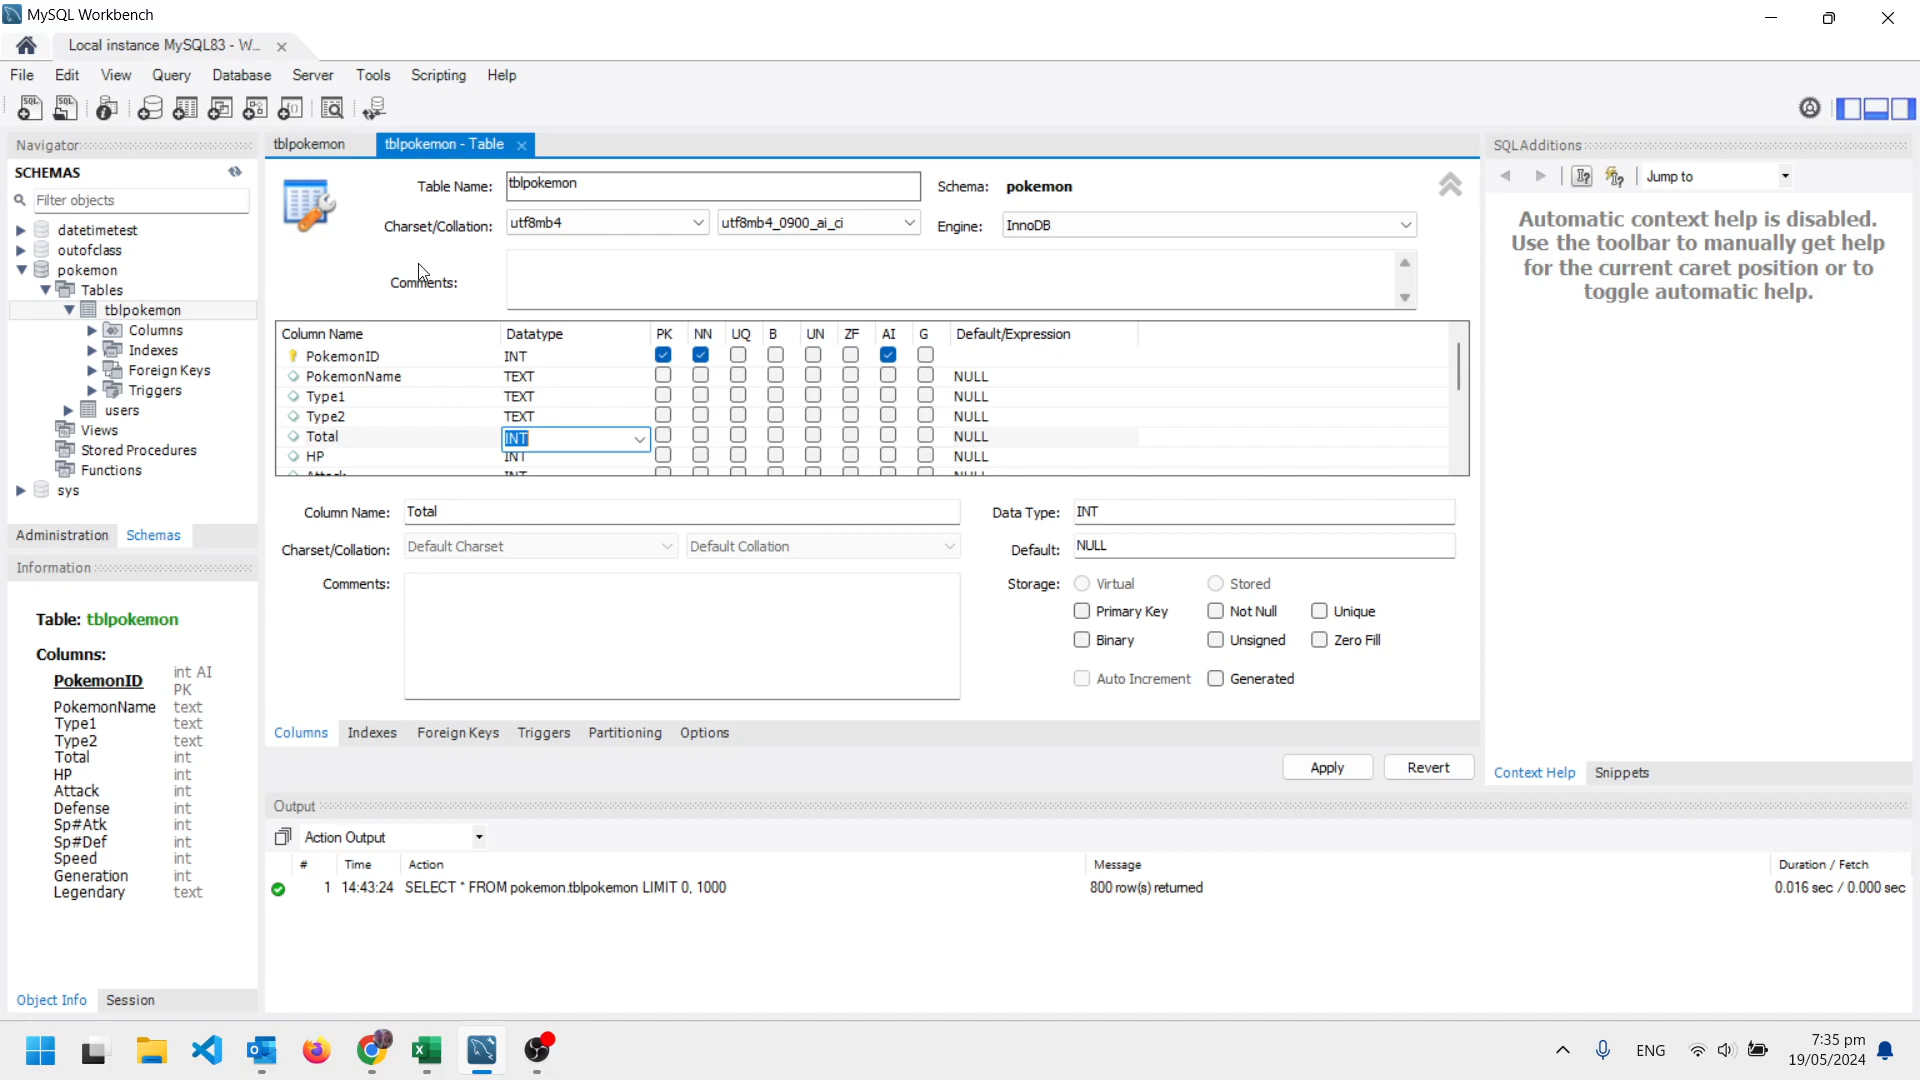 MySQL Workbench
Local instance MySQL83 - W...
File Edit View Query Database Server Tools Scripting Help
Navigator
SCHEMAS
Filter objects
datetimetest
outofclass
pokemon
Tables
tblpokemon
Columns
Indexes
Foreign Keys
Triggers
users
Views
Stored Procedures
Functions
sys
Administration Schemas
Information
Table: tblpokemon
Columns:
PokemonID int AI
PK
PokemonName text
Type1 text
Type2 text
Total int
HP int
Attack int
Defense int
Sp#Atk int
Sp#Def int
Speed int
Generation int
Legendary text
Object Info Session
tblpokemon tblpokemon - Table
Table Name: tblpokemon Schema: pokemon
Charset/Collation: utf8mb4 utf8mb4_0900_ai_ci Engine: InnoDB
Comments:
Column Name Datatype PK NN UQ B UN ZF AI G Default/Expression
PokemonID INT
PokemonName TEXT NULL
Type1 TEXT NULL
Type2 TEXT NULL
Total INT NULL
HP INT NULL
Attack INT NULL
Column Name: Total Data Type: INT
Charset/Collation: Default Charset Default Collation Default: NULL
Comments: Storage: Virtual Stored
Primary Key Not Null Unique
Binary Unsigned Zero Fill
Auto Increment Generated
Columns Indexes Foreign Keys Triggers Partitioning Options
Apply Revert
SQLAdditions
Jump to
Automatic context help is disabled.
Use the toolbar to manually get help
for the current caret position or to
toggle automatic help.
Context Help Snippets
Output
Action Output
# Time Action Message Duration / Fetch
1 14:43:24 SELECT * FROM pokemon.tblpokemon LIMIT 0, 1000 800 row(s) returned 0.016 sec / 0.000 sec
ENG
7:35 pm
19/05/2024